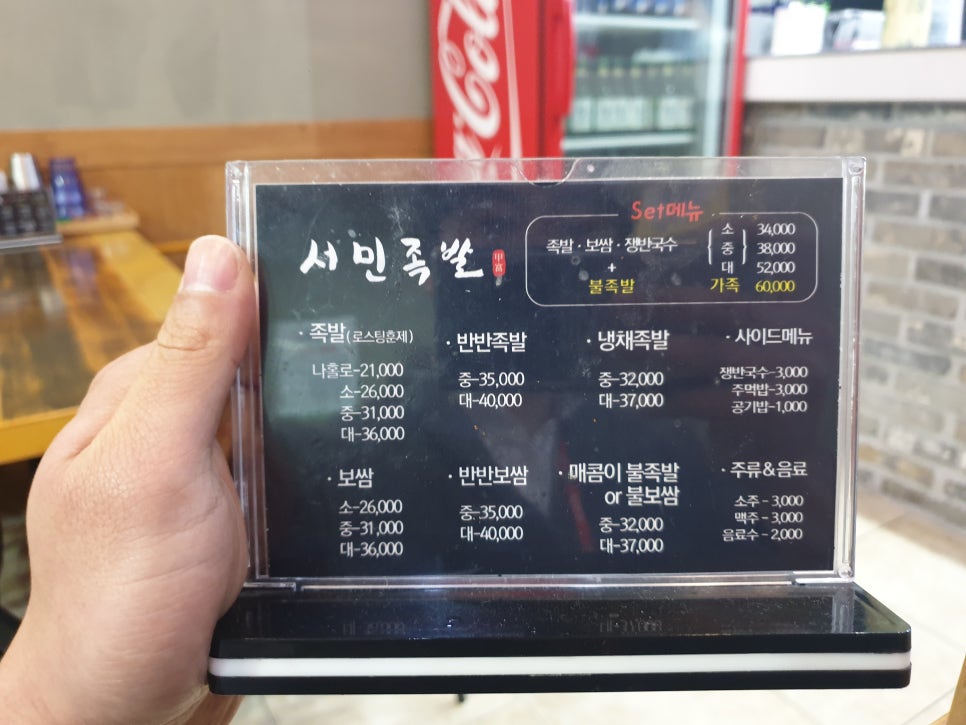 Coca-Cola
서민족발
甲富
Set메뉴
족발 · 보쌈 · 쟁반국수
+
불족발
소 34,000
중 38,000
대 52,000
가족 60,000
· 족발 (로스팅훈제)
나홀로-21,000
소-26,000
중-31,000
대-36,000
· 반반족발
중-35,000
대-40,000
· 냉채족발
중-32,000
대-37,000
· 사이드메뉴
쟁반국수-3,000
주먹밥-3,000
공기밥-1,000
· 보쌈
소-26,000
중-31,000
대-36,000
· 반반보쌈
중-35,000
대-40,000
· 매콤이 불족발
or 불보쌈
중-32,000
대-37,000
· 주류&음료
소주 - 3,000
맥주 - 3,000
음료수 - 2,000